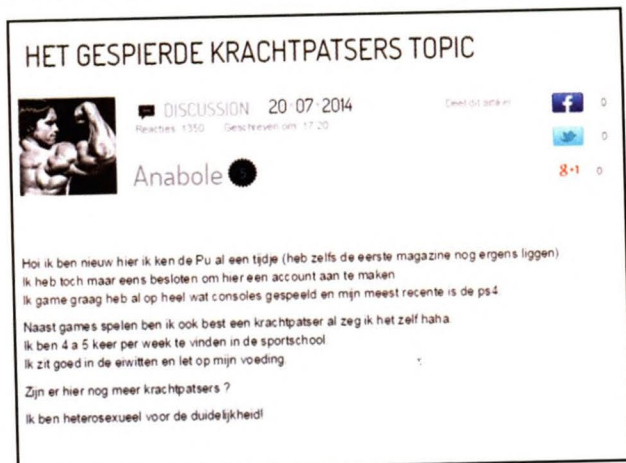 HET GESPIERDE KRACHTPATSERS TOPIC
DISCUSSION 20·07·2014
Deel dit artikel
f 0
0
g+1 0
Reacties: 1350 Geschreven om: 17:20
Anabole 5
Hoi ik ben nieuw hier ik ken de Pu al een tijdje (heb zelfs de eerste magazine nog ergens liggen)
Ik heb toch maar eens besloten om hier een account aan te maken
Ik game graag heb al op heel wat consoles gespeeld en mijn meest recente is de ps4.
Naast games spelen ben ik ook best een krachtpatser al zeg ik het zelf haha
Ik ben 4 a 5 keer per week te vinden in de sportschool
Ik zit goed in de eiwitten en let op mijn voeding.
Zijn er hier nog meer krachtpatsers ?
Ik ben heterosexueel voor de duidelijkheid!